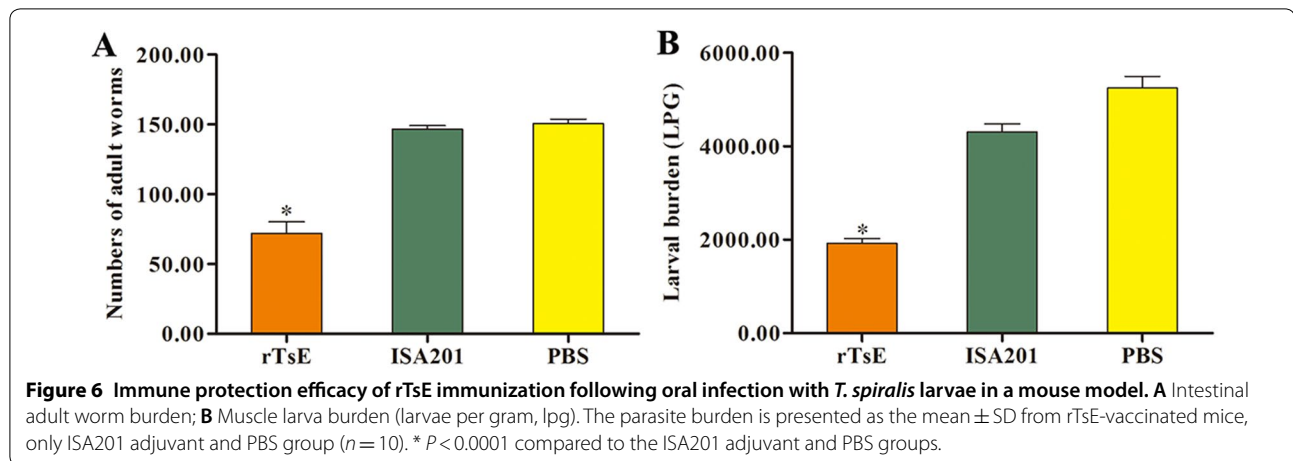 A
B
200.00
150.00
100.00
50.00
0.00
Numbers of adult worms
*
rTsE ISA201 PBS
6000.00
4000.00
2000.00
0.00
Larval burden (LPG)
*
rTsE ISA201 PBS
Figure 6 Immune protection efficacy of rTsE immunization following oral infection with T. spiralis larvae in a mouse model. A Intestinal
adult worm burden; B Muscle larva burden (larvae per gram, lpg). The parasite burden is presented as the mean ± SD from rTsE-vaccinated mice,
only ISA201 adjuvant and PBS group (n = 10). * P < 0.0001 compared to the ISA201 adjuvant and PBS groups.